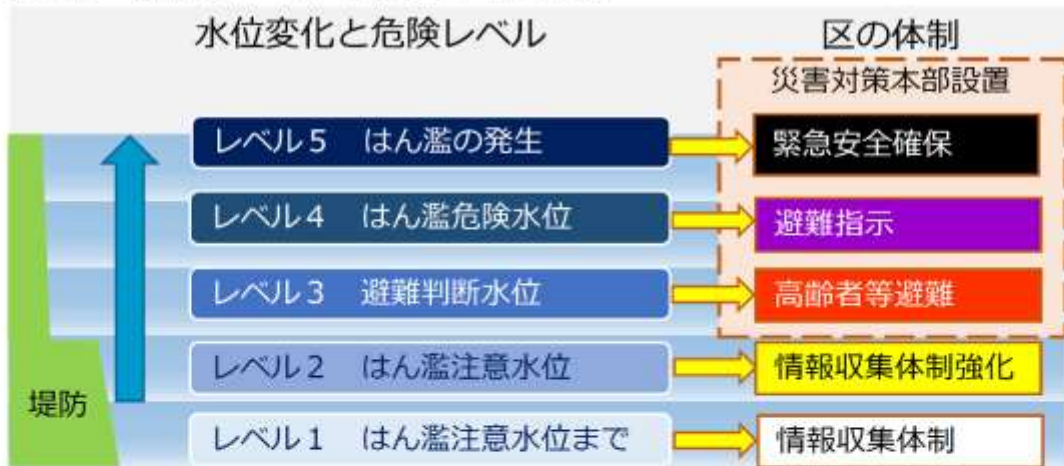 水位変化と危険レベル
区の体制
災害対策本部設置
レベル5 はん濫の発生
緊急安全確保
レベル4 はん濫危険水位
避難指示
レベル3 避難判断水位
高齢者等避難
レベル2 はん濫注意水位
情報収集体制強化
堤防
レベル1 はん濫注意水位まで
情報収集体制